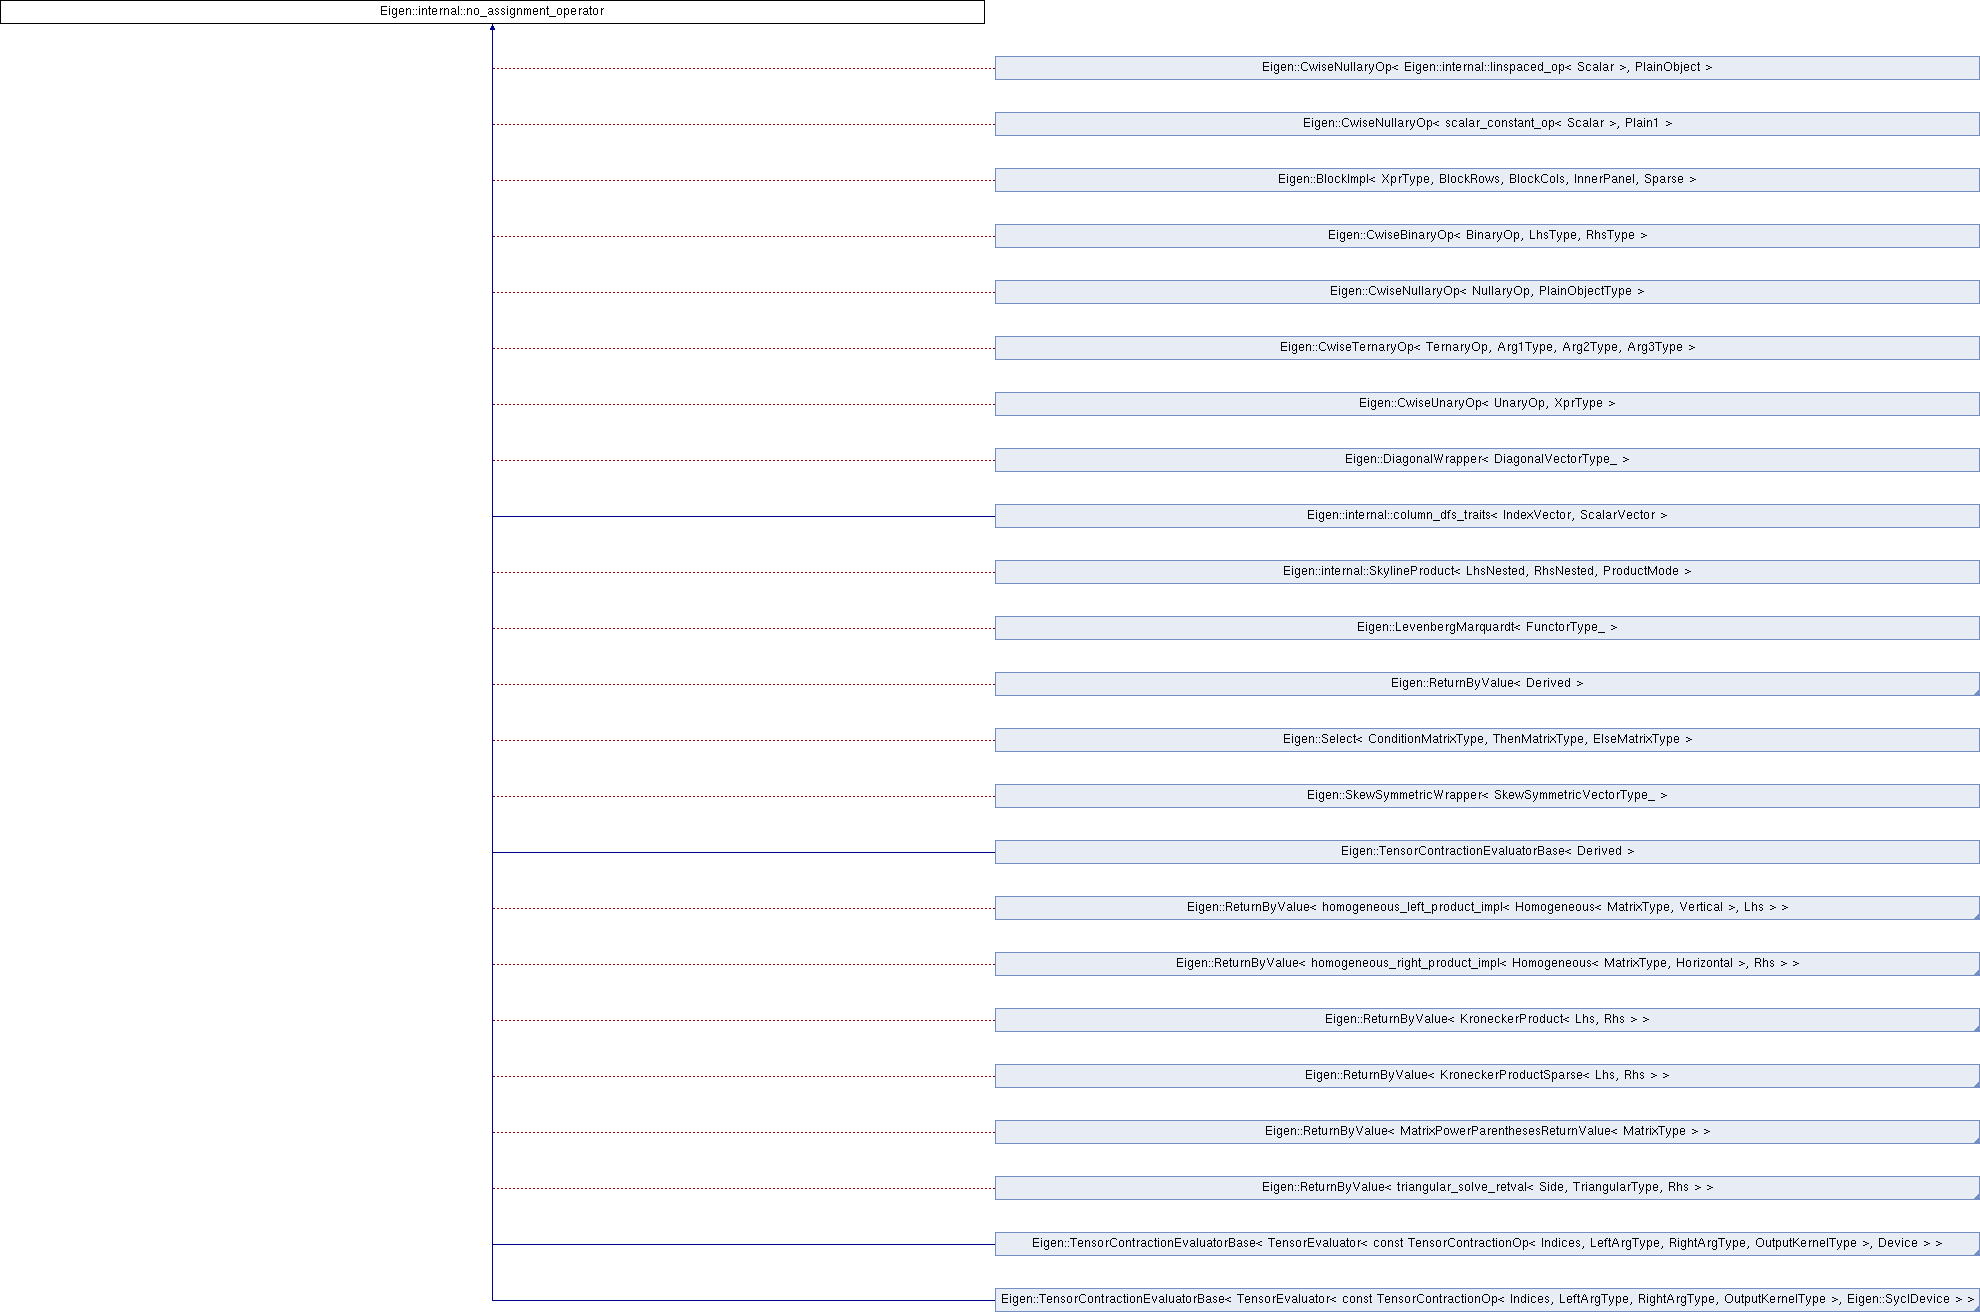 Eigen::internal::no_assignment_operator
Eigen::CwiseNullaryOp< Eigen::internal::linspaced_op< Scalar >, PlainObject >
Eigen::CwiseNullaryOp< scalar_constant_op< Scalar >, Plain1 >
Eigen::BlockImpl< XprType, BlockRows, BlockCols, InnerPanel, Sparse >
Eigen::CwiseBinaryOp< BinaryOp, LhsType, RhsType >
Eigen::CwiseNullaryOp< NullaryOp, PlainObjectType >
Eigen::CwiseTernaryOp< TernaryOp, Arg1Type, Arg2Type, Arg3Type >
Eigen::CwiseUnaryOp< UnaryOp, XprType >
Eigen::DiagonalWrapper< DiagonalVectorType_ >
Eigen::internal::column_dfs_traits< IndexVector, ScalarVector >
Eigen::internal::SkylineProduct< LhsNested, RhsNested, ProductMode >
Eigen::LevenbergMarquardt< FunctorType_ >
Eigen::ReturnByValue< Derived >
Eigen::Select< ConditionMatrixType, ThenMatrixType, ElseMatrixType >
Eigen::SkewSymmetricWrapper< SkewSymmetricVectorType_ >
Eigen::TensorContractionEvaluatorBase< Derived >
Eigen::ReturnByValue< homogeneous_left_product_impl< Homogeneous< MatrixType, Vertical >, Lhs > >
Eigen::ReturnByValue< homogeneous_right_product_impl< Homogeneous< MatrixType, Horizontal >, Rhs > >
Eigen::ReturnByValue< KroneckerProduct< Lhs, Rhs > >
Eigen::ReturnByValue< KroneckerProductSparse< Lhs, Rhs > >
Eigen::ReturnByValue< MatrixPowerParenthesesReturnValue< MatrixType > >
Eigen::ReturnByValue< triangular_solve_retval< Side, TriangularType, Rhs > >
Eigen::TensorContractionEvaluatorBase< TensorEvaluator< const TensorContractionOp< Indices, LeftArgType, RightArgType, OutputKernelType >, Device > >
Eigen::TensorContractionEvaluatorBase< TensorEvaluator< const TensorContractionOp< Indices, LeftArgType, RightArgType, OutputKernelType >, Eigen::SyclDevice > >